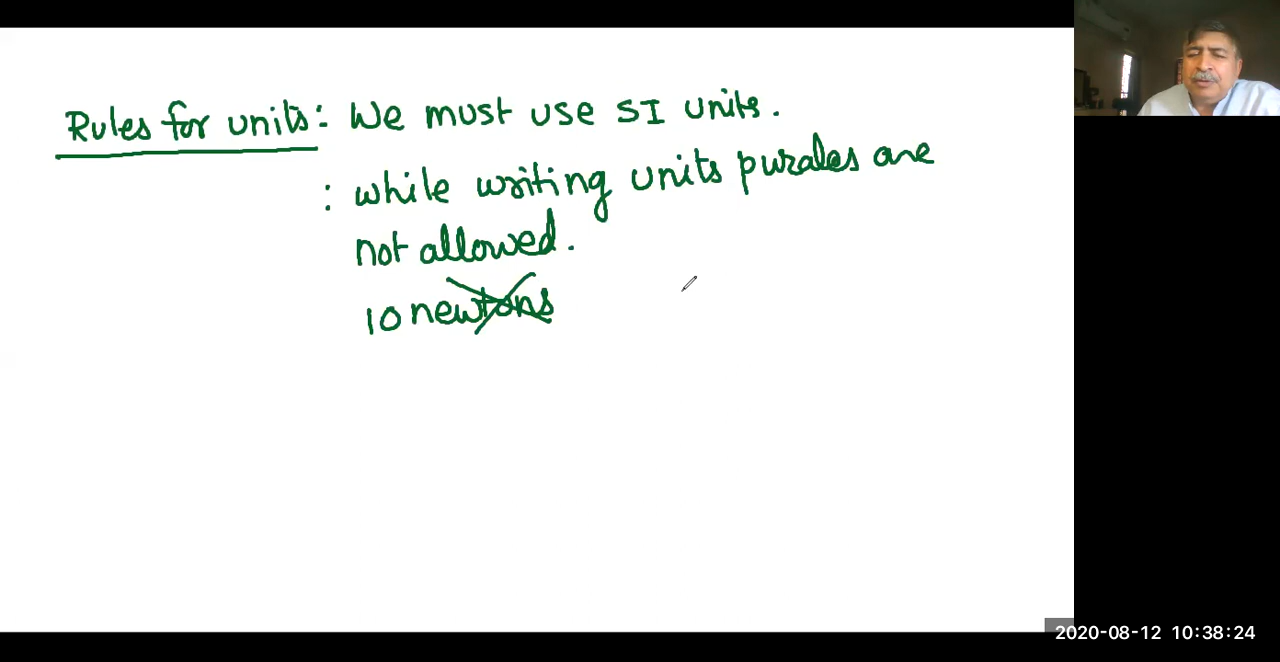 Rules for units: We must use SI units.
: while writing units purales are
not allowed.
10 newtons
2020-08-12 10:38:24